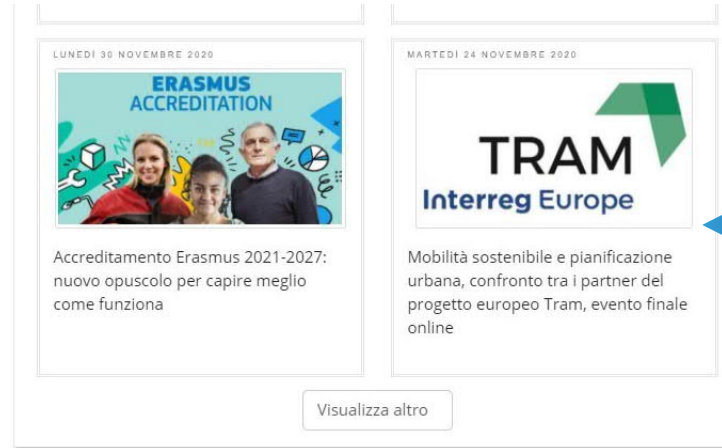 LUNEDÌ 30 NOVEMBRE 2020
ERASMUS
ACCREDITATION
Accreditamento Erasmus 2021-2027:
nuovo opuscolo per capire meglio
come funziona
MARTEDÌ 24 NOVEMBRE 2020
TRAM
Interreg Europe
Mobilità sostenibile e pianificazione
urbana, confronto tra i partner del
progetto europeo Tram, evento finale
online
Visualizza altro